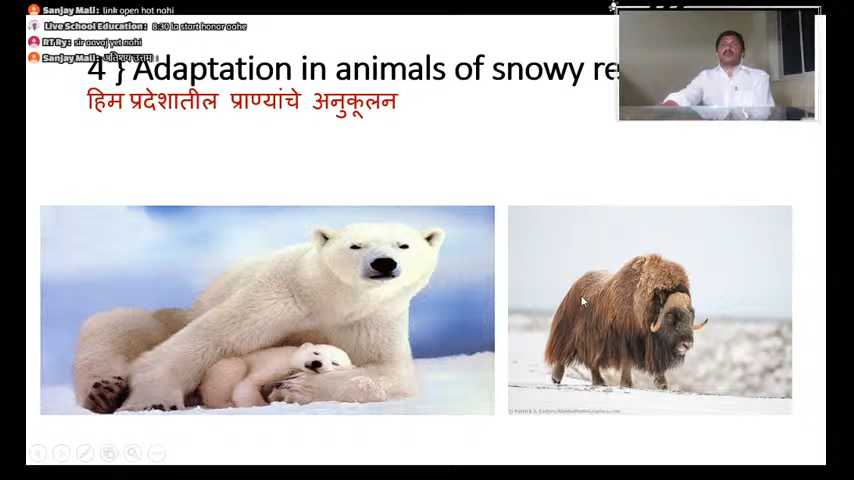 Sanjay Mali: link open hot nahi
Live School Education: 8:30 la start honar aahe
RT Ry: sir aavaj yet nahi
Sanjay Mali: अतिशय उत्तम
4 } Adaptation in animals of snowy re
हिम प्रदेशातील प्राण्यांचे अनुकूलन